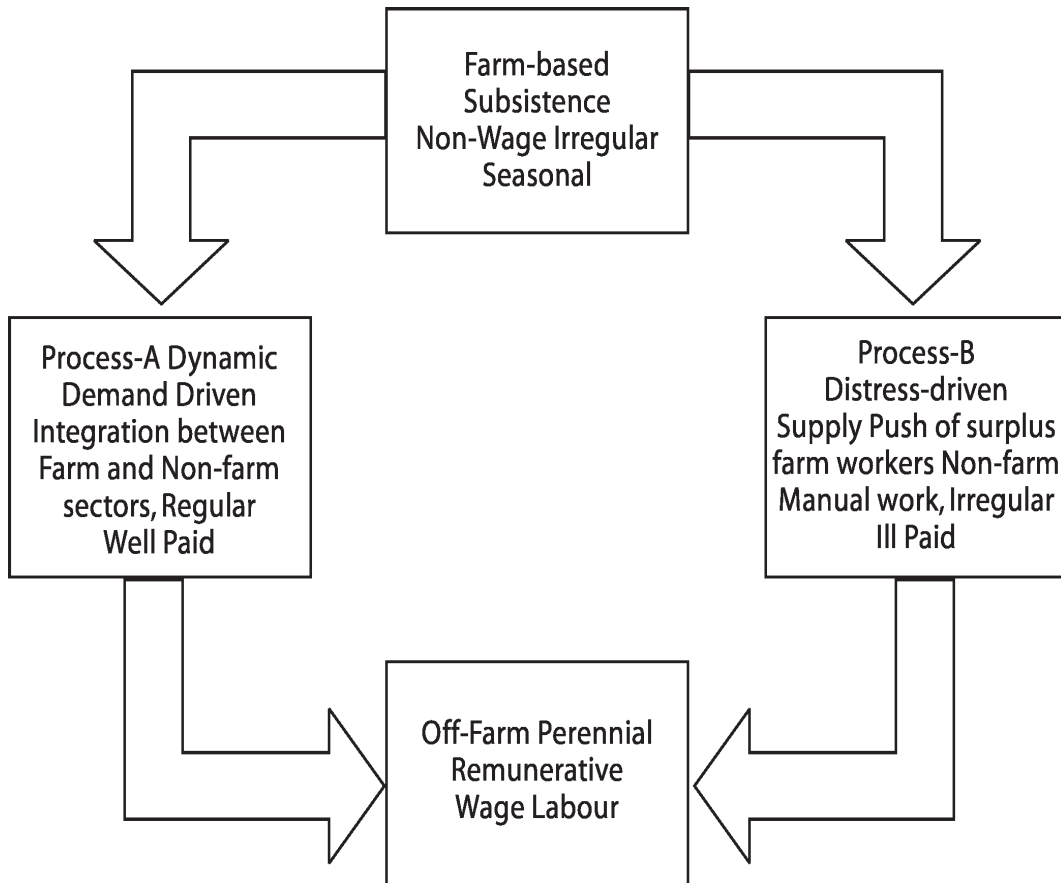 Farm-based
Subsistence
Non-Wage Irregular
Seasonal
Process-A Dynamic
Demand Driven
Integration between
Farm and Non-farm
sectors, Regular
Well Paid
Process-B
Distress-driven
Supply Push of surplus
farm workers Non-farm
Manual work, Irregular
Ill Paid
Off-Farm Perennial
Remunerative
Wage Labour